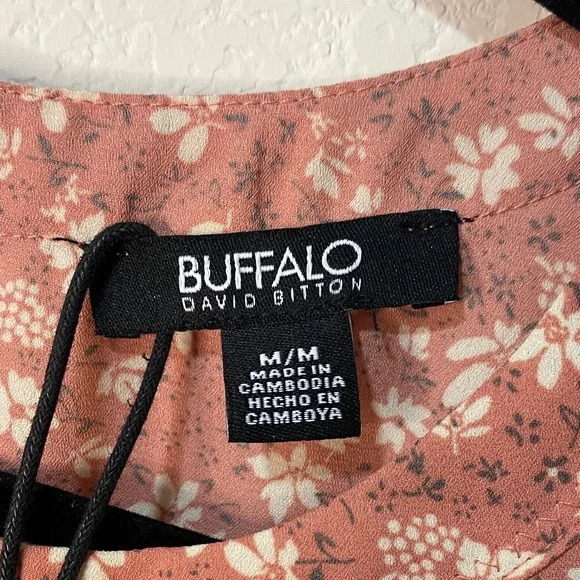 BUFFALO
DAVID BITTON
M/M
MADE IN
CAMBODIA
HECHO EN
CAMBOYA